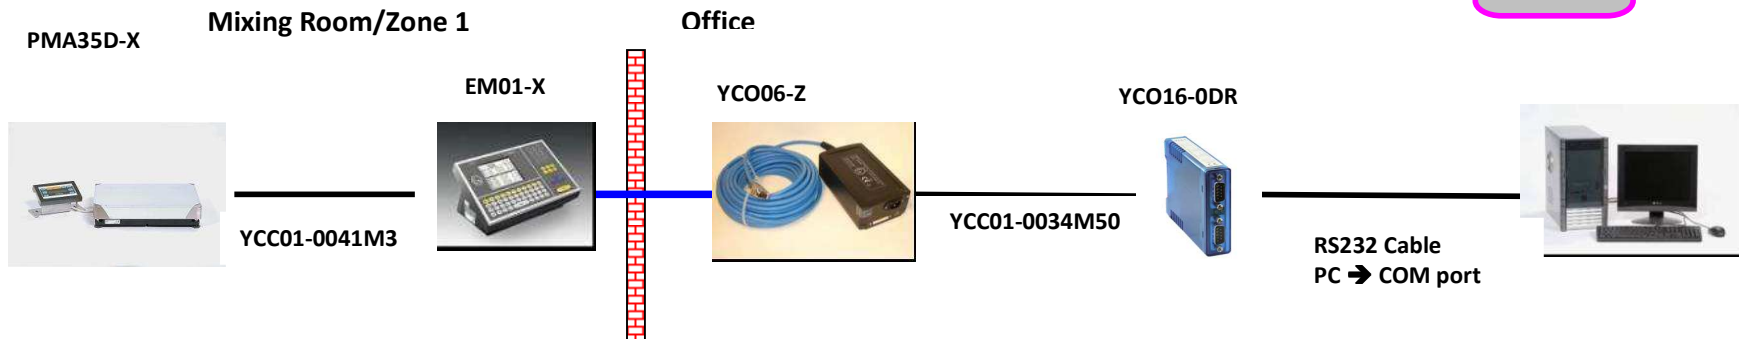 Mixing Room/Zone 1
Office
PMA35D-X
EM01-X
YCO06-Z
YCO16-0DR
YCC01-0041M3
YCC01-0034M50
RS232 Cable
PC ➔ COM port